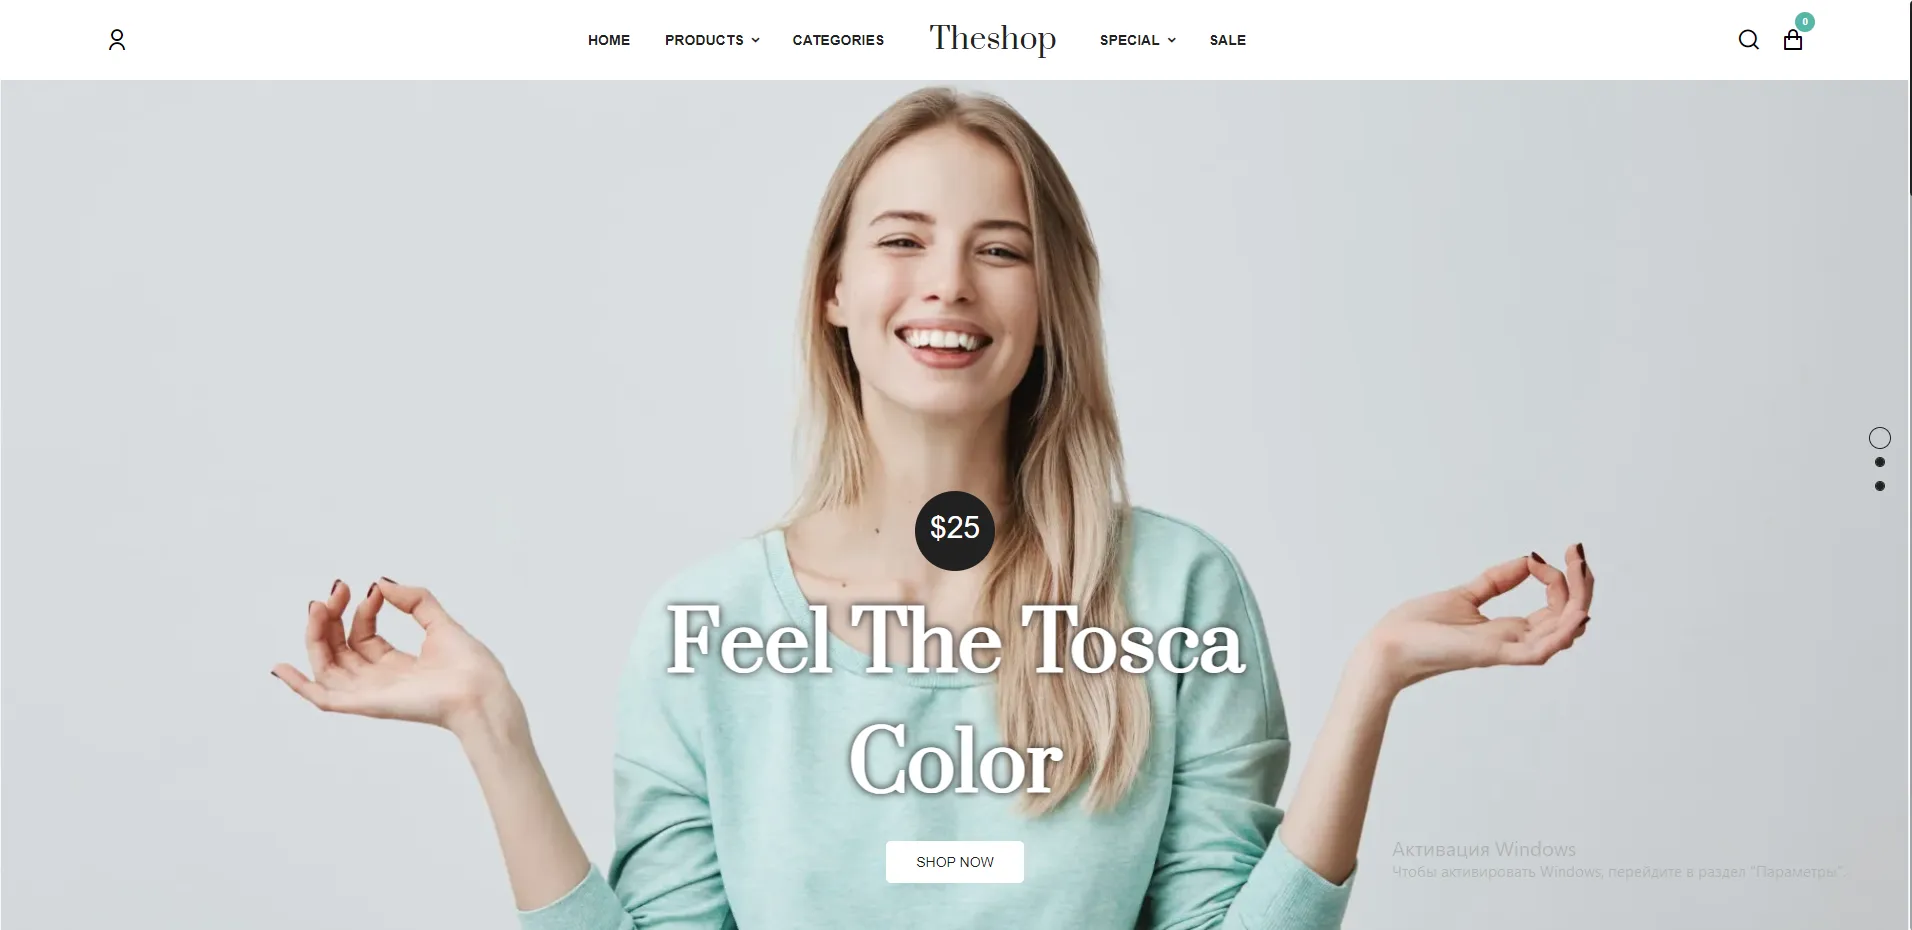 HOME PRODUCTS CATEGORIES Theshop SPECIAL SALE
0
$25
Feel The Tosca
Color
SHOP NOW
Активация Windows
Чтобы активировать Windows, перейдите в раздел "Параметры".